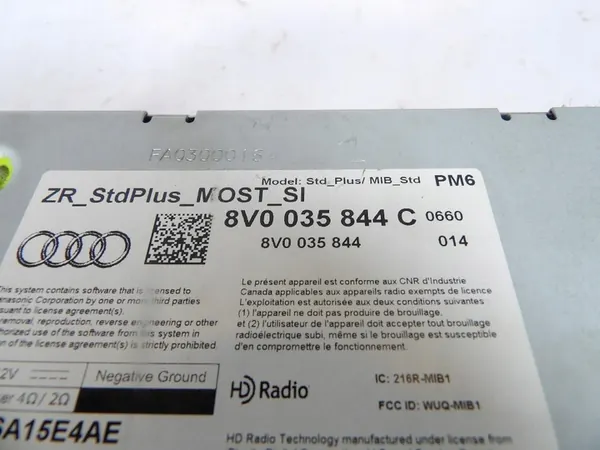 FA0300018
Model: Std_Plus/ MIB_Std PM6
ZR_StdPlus_MOST_SI
8V0 035 844 C 0660
8V0 035 844 014
This system contains software that is licensed to
Panasonic Corporation by one or more third parties
pursuant to license agreement(s).
removal, reproduction, reverse engineering or other
use of the software from this system in
of the license agreement(s) is strictly prohibited.
Le présent appareil est conforme aux CNR d'Industrie
Canada applicables aux appareils radio exempts de licence
L'exploitation est autorisée aux deux conditions suivantes
(1) l'appareil ne doit pas produire de brouillage.
et (2) l'utilisateur de l'appareil doit accepter tout brouillage
radioélectrique subi, même si le brouillage est susceptible
d'en compromettre le fonctionnement.
2V Negative Ground
er 4Ω/ 2Ω
HD Radio
IC: 216R-MIB1
FCC ID: WUQ-MIB1
SA15E4AE
HD Radio Technology manufactured under license from